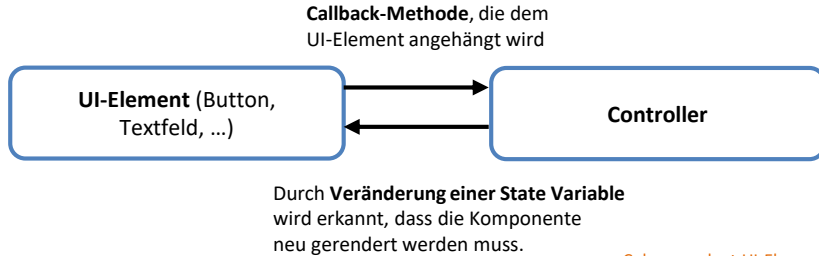 Callback-Methode, die dem
UI-Element angehängt wird
UI-Element (Button,
Textfeld, …)
Controller
Durch Veränderung einer State Variable
wird erkannt, dass die Komponente
neu gerendert werden muss.